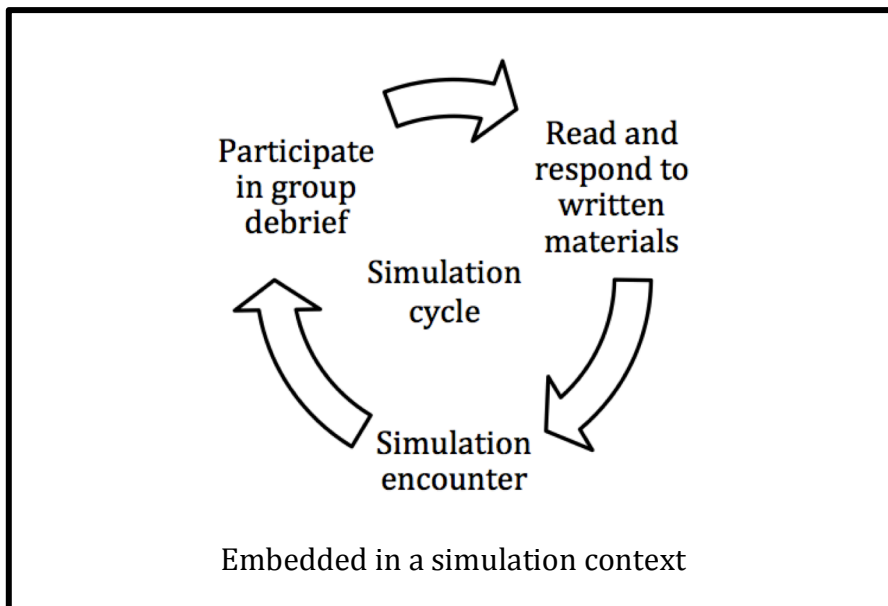 Participate
in group
debrief
Read and
respond to
written
materials
Simulation
cycle
Simulation
encounter
Embedded in a simulation context